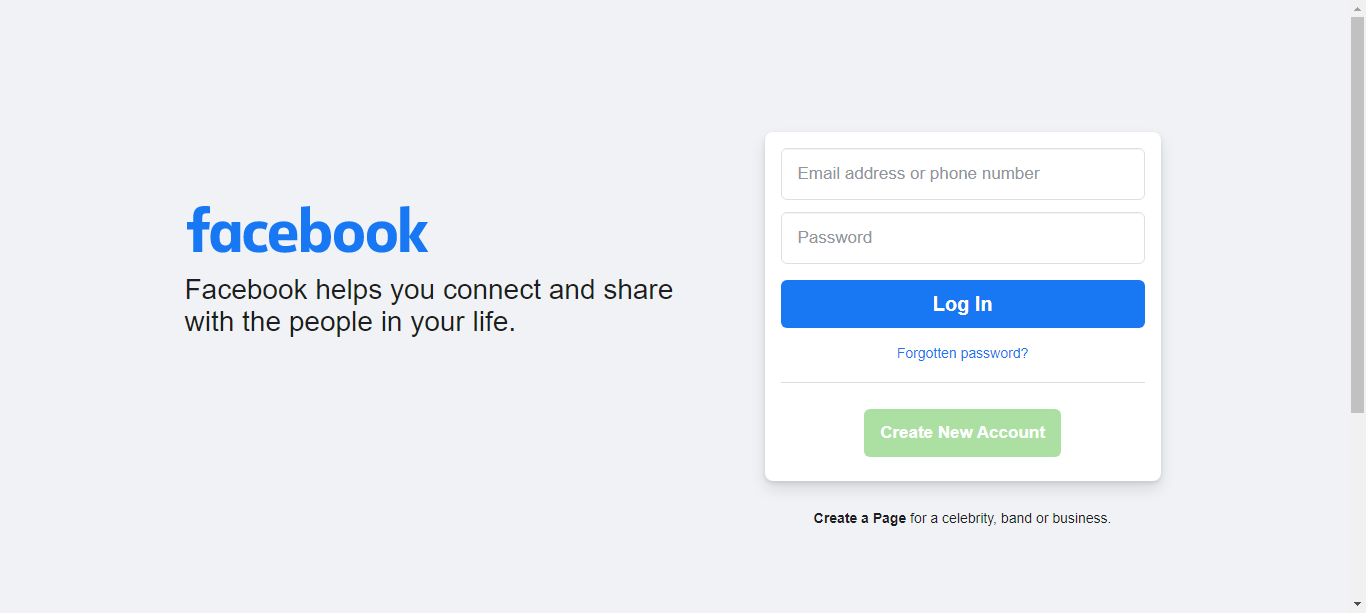 facebook
Facebook helps you connect and share
with the people in your life.
Email address or phone number
Password
Log In
Forgotten password?
Create New Account
Create a Page for a celebrity, band or business.